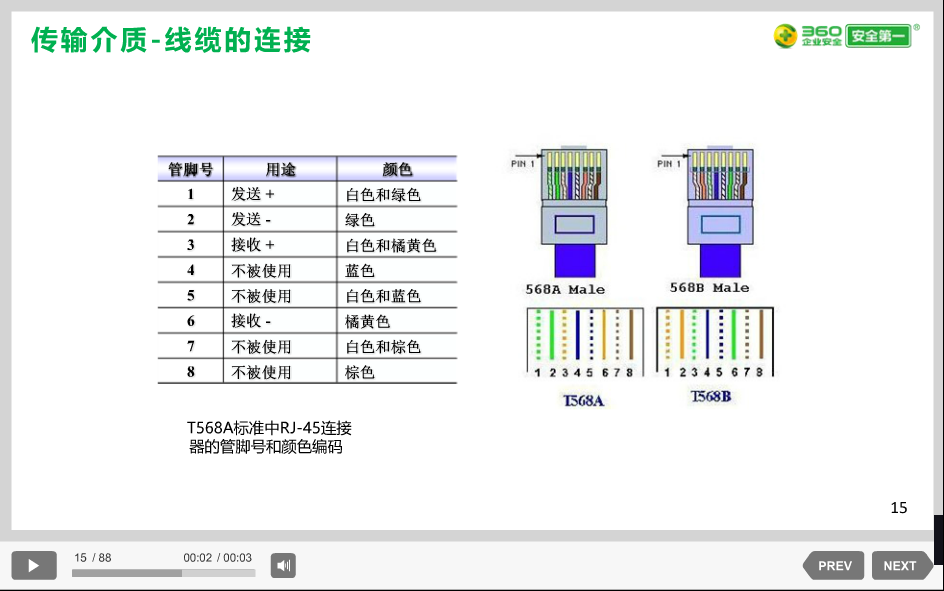 传输介质-线缆的连接
360
企业安全
安全第一
®
管脚号 用途 颜色
1 发送 + 白色和绿色
2 发送 - 绿色
3 接收 + 白色和橘黄色
4 不被使用 蓝色
5 不被使用 白色和蓝色
6 接收 - 橘黄色
7 不被使用 白色和棕色
8 不被使用 棕色
T568A标准中RJ-45连接
器的管脚号和颜色编码
PIN 1
PIN 1
568A Male
568B Male
1 2 3 4 5 6 7 8
1 2 3 4 5 6 7 8
T568A
T568B
15
15 / 88
00:02 / 00:03
PREV
NEXT